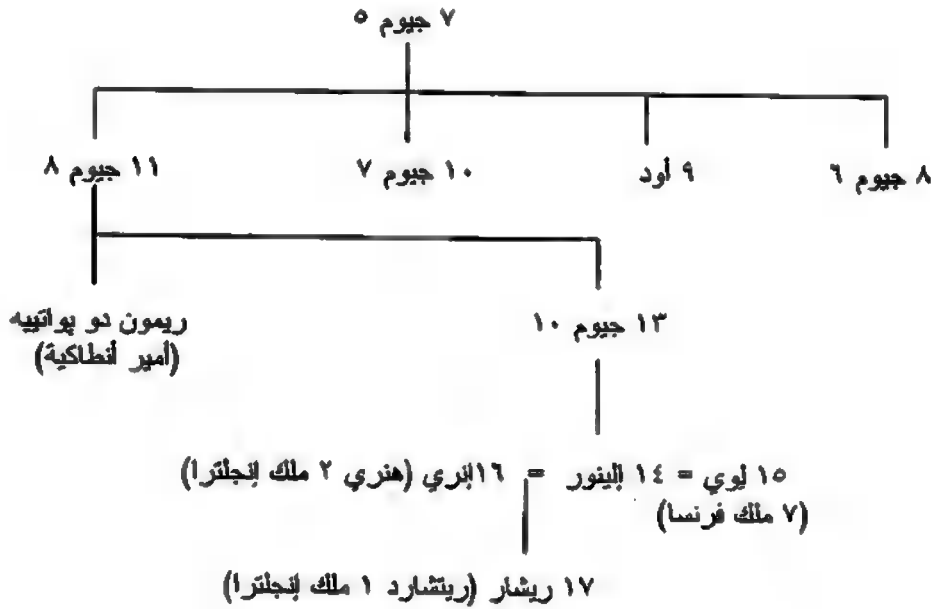 ٧ جيوم ٥
٨ جيوم ٦
٩ أود
١٠ جيوم ٧
١١ جيوم ٨
١٣ جيوم ١٠
ريمون دو بواتييه
(أمير أنطاكية)
١٥ لوي = ١٤ إلينور = ١٦ إنري (هنري ٢ ملك إنجلترا)
(٧ ملك فرنسا)
١٧ ريشار (ريتشارد ١ ملك إنجلترا)